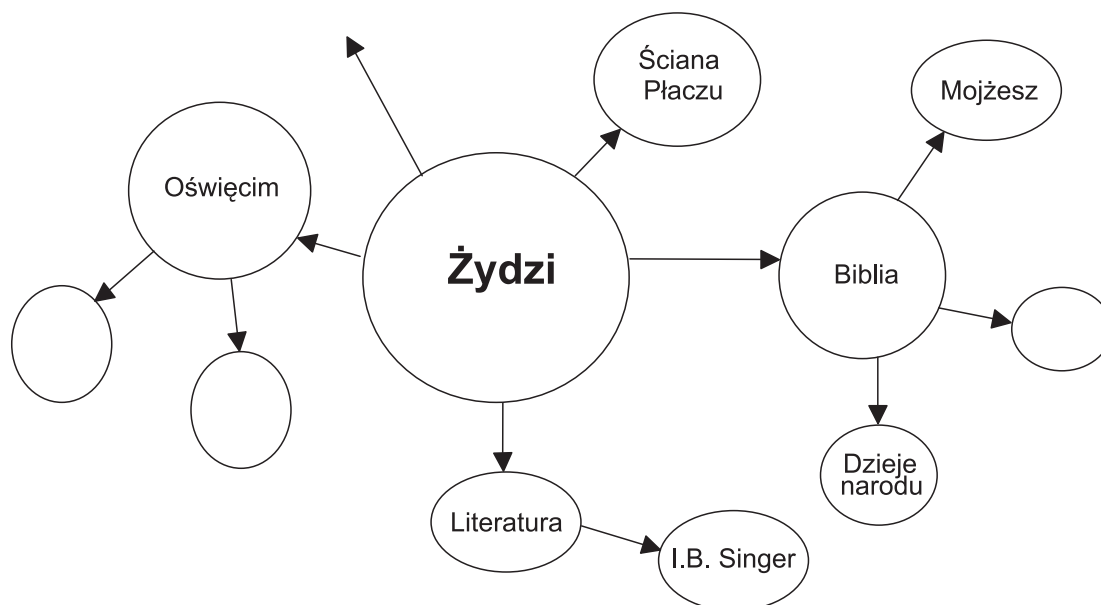 Ściana
Płaczu
Mojżesz
Oświęcim
Żydzi
Biblia
Dzieje
narodu
Literatura
I.B. Singer